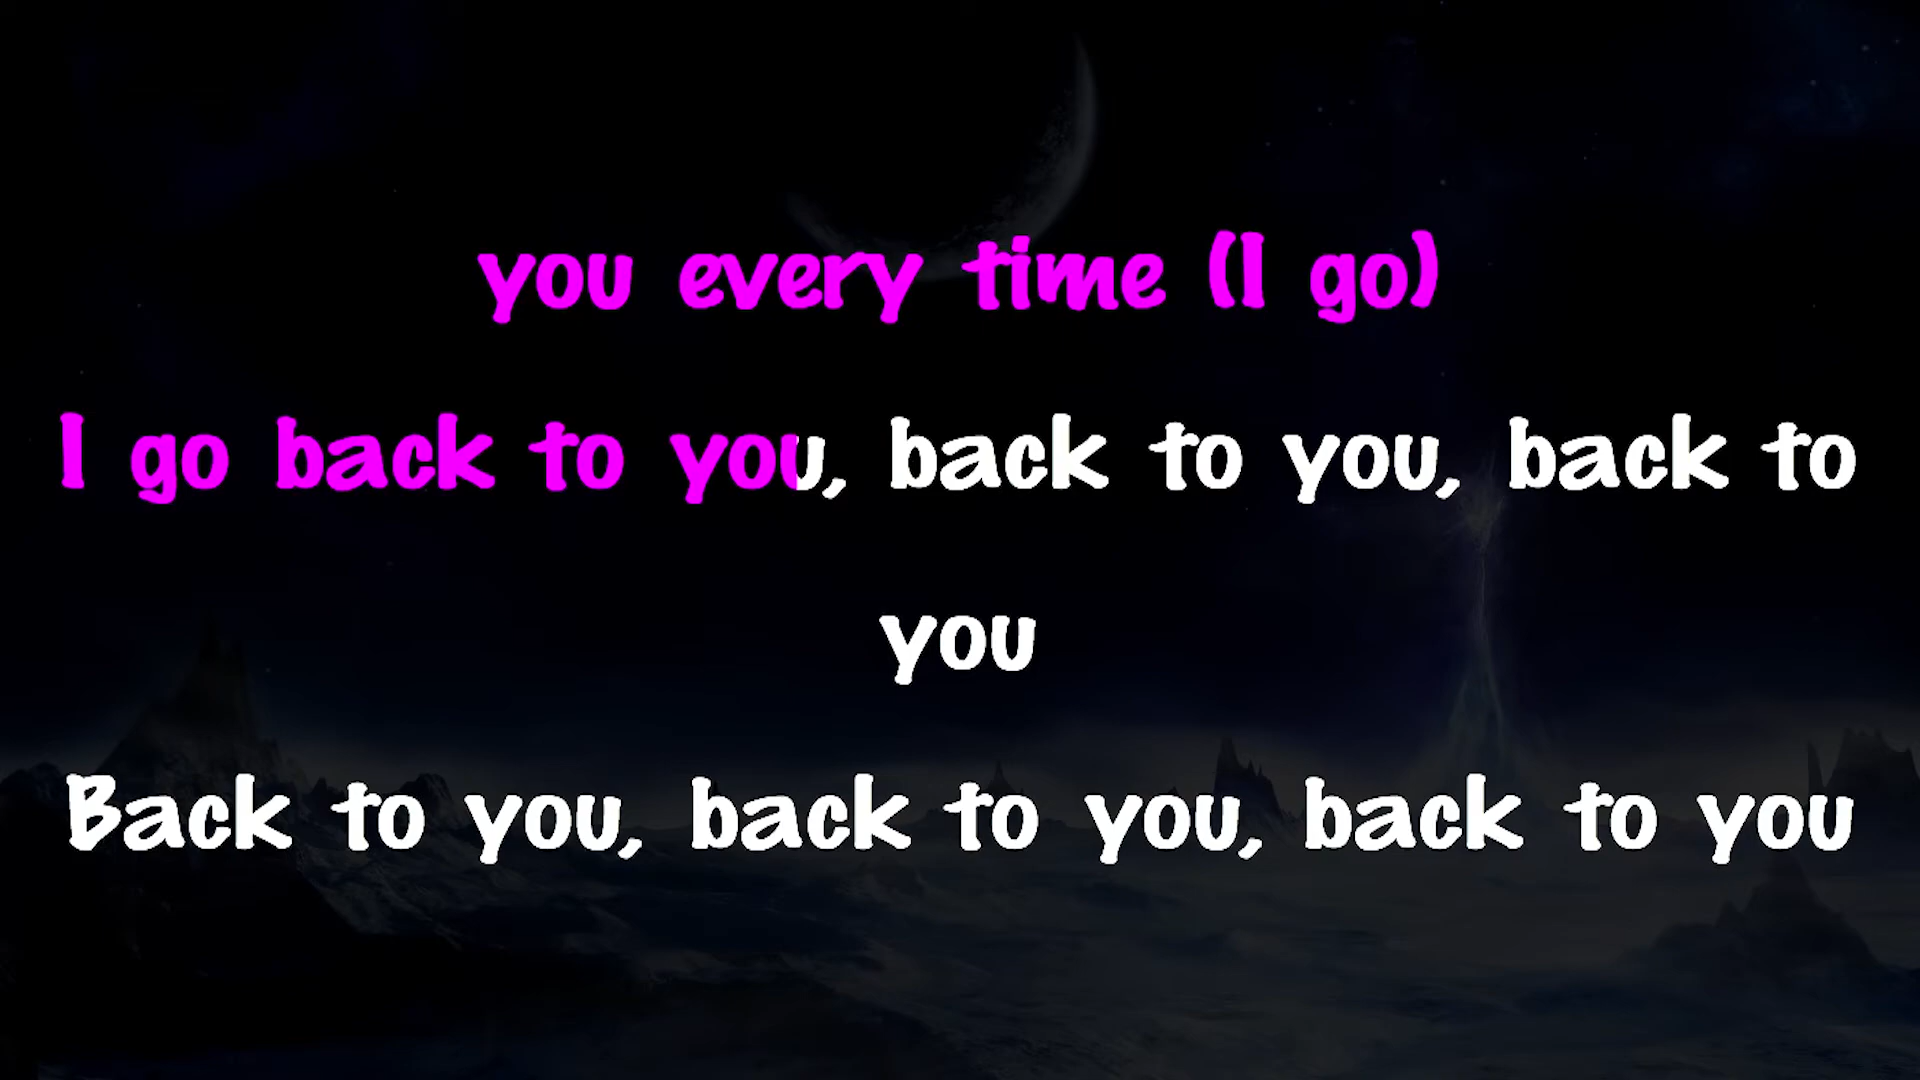 you every time (I go)
I go back to you, back to you, back to
you
Back to you, back to you, back to you